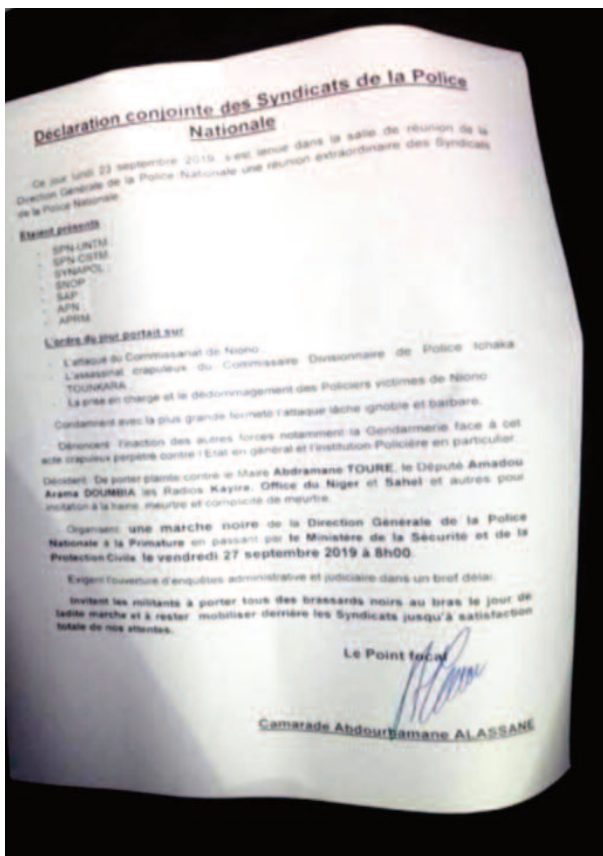 Déclaration conjointe des Syndicats de la Police
Nationale
Ce jour lundi 23 septembre 2019, s'est tenue dans la salle de réunion de la
Direction Générale de la Police Nationale une réunion extraordinaire des Syndicats
de la Police Nationale.
Etaient présents :
- SPN-UNTM ;
- SPN-CSTM ;
- SYNAPOL ;
- SNOP ;
- SAP ;
- APN ;
- APRM.
L'ordre du jour portait sur :
- L'attaque du Commissariat de Niono ;
- L'assassinat crapuleux du Commissaire Divisionnaire de Police Ichaka
TOUNKARA ;
- La prise en charge et le dédommagement des Policiers victimes de Niono
Condamnent avec la plus grande fermeté l'attaque lâche ignoble et barbare.
Dénoncent l'inaction des autres forces notamment la Gendarmerie face à cet
acte crapuleux perpétré contre l'Etat en général et l'institution Policière en particulier.
Décident : De porter plainte contre le Maire Abdramane TOURE, le Député Amadou
Arama DOUMBIA les Radios Kayira, Office du Niger et Sahel et autres pour
incitation à la haine, meurtre et complicité de meurtre.
Organisent une marche noire de la Direction Générale de la Police
Nationale à la Primature en passant par le Ministère de la Sécurité et de la
Protection Civile le vendredi 27 septembre 2019 à 8h00.
Exigent l'ouverture d'enquêtes administrative et judiciaire dans un bref délai.
Invitent les militants à porter tous des brassards noirs au bras le jour de
ladite marche et à rester mobiliser derrière les Syndicats jusqu'à satisfaction
totale de nos attentes.
Le Point focal
Camarade Abdourhamane ALASSANE